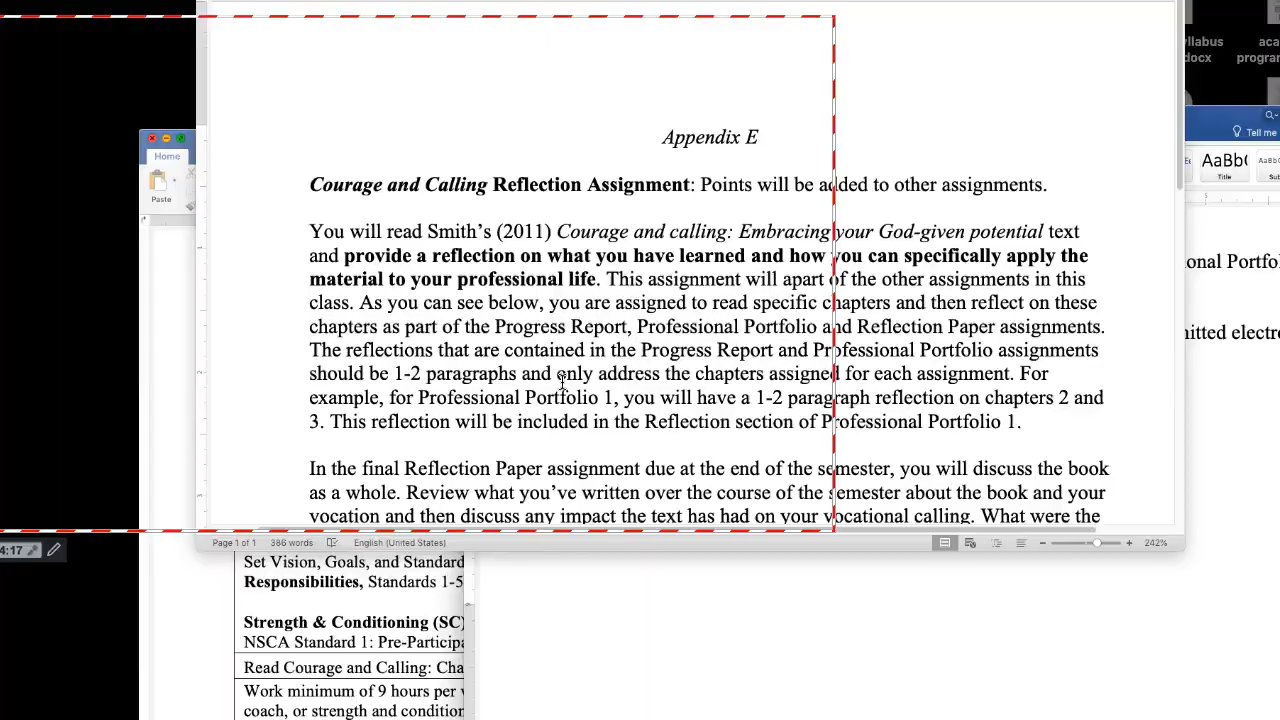 Appendix E
Courage and Calling Reflection Assignment: Points will be added to other assignments.
You will read Smith's (2011) Courage and calling: Embracing your God-given potential text
and provide a reflection on what you have learned and how you can specifically apply the
material to your professional life. This assignment will apart of the other assignments in this
class. As you can see below, you are assigned to read specific chapters and then reflect on these
chapters as part of the Progress Report, Professional Portfolio and Reflection Paper assignments.
The reflections that are contained in the Progress Report and Professional Portfolio assignments
should be 1-2 paragraphs and only address the chapters assigned for each assignment. For
example, for Professional Portfolio 1, you will have a 1-2 paragraph reflection on chapters 2 and
3. This reflection will be included in the Reflection section of Professional Portfolio 1.
In the final Reflection Paper assignment due at the end of the semester, you will discuss the book
as a whole. Review what you've written over the course of the semester about the book and your
vocation and then discuss any impact the text has had on your vocational calling. What were the
Page 1 of 1 386 words English (United States) 242%
Home
Paste
4:17
Set Vision, Goals, and Standard
Responsibilities, Standards 1-5
Strength & Conditioning (SC)
NSCA Standard 1: Pre-Participa
Read Courage and Calling: Cha
Work minimum of 9 hours per
coach, or strength and condition
yllabus
docx
aca
progran
Tell me
AaBb(
Title
AaBbC
Sub
onal Portfo
nitted electro